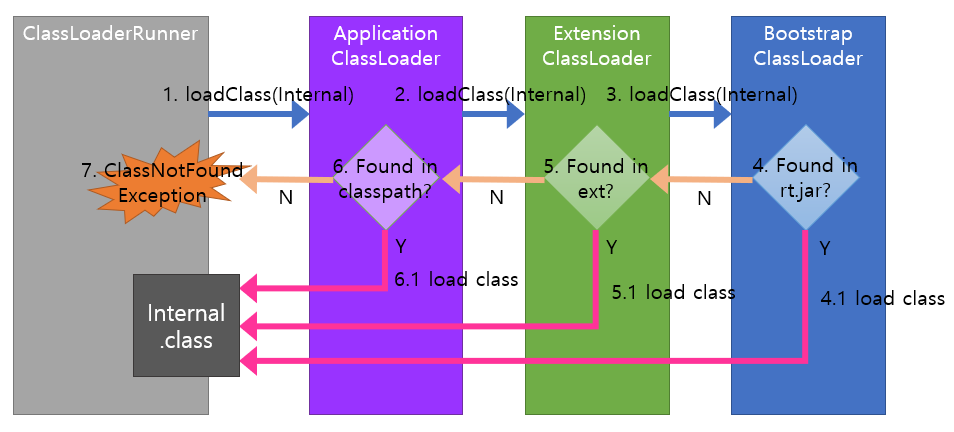 ClassLoaderRunner
Application
ClassLoader
Extension
ClassLoader
Bootstrap
ClassLoader
1. loadClass(Internal)
2. loadClass(Internal)
3. loadClass(Internal)
4. Found in
rt.jar?
N
Y
4.1 load class
5. Found in
ext?
N
Y
5.1 load class
6. Found in
classpath?
N
Y
6.1 load class
7. ClassNotFound
Exception
Internal
.class